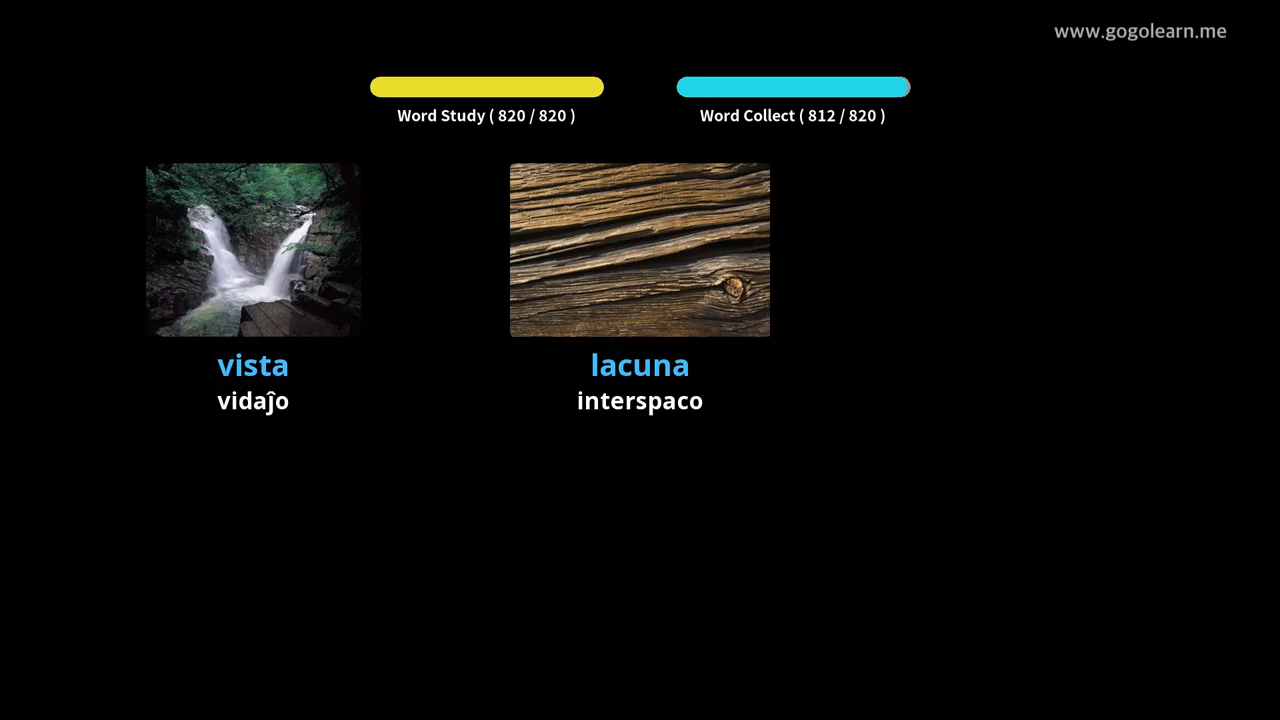 www.gogolearn.me
Word Study ( 820 / 820 )
Word Collect ( 812 / 820 )
vista
vidaĵo
lacuna
interspaco